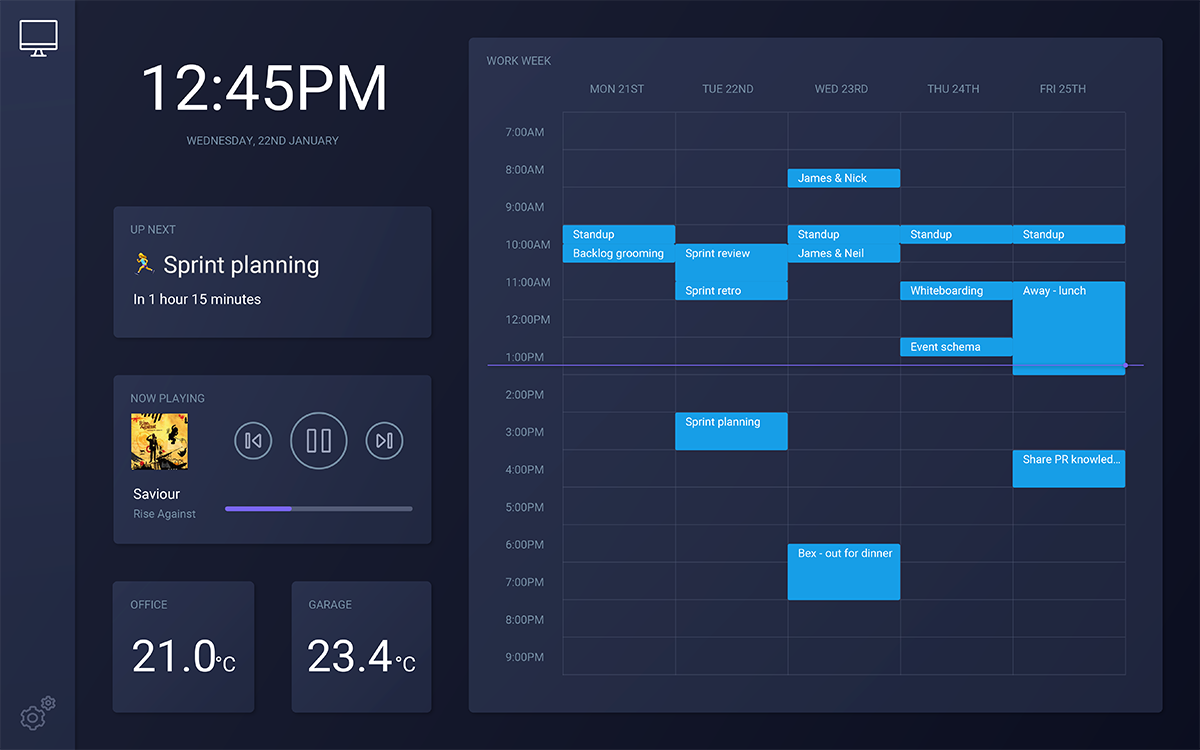 12:45PM
WEDNESDAY, 22ND JANUARY
UP NEXT
Sprint planning
In 1 hour 15 minutes
NOW PLAYING
Saviour
Rise Against
OFFICE
21.0°C
GARAGE
23.4°C
WORK WEEK
MON 21ST TUE 22ND WED 23RD THU 24TH FRI 25TH
7:00AM
8:00AM
James & Nick
9:00AM
Standup Standup Standup Standup
10:00AM
Backlog grooming Sprint review James & Neil
11:00AM
Sprint retro Whiteboarding Away - lunch
12:00PM
Event schema
1:00PM
2:00PM
Sprint planning
3:00PM
Share PR knowled...
4:00PM
5:00PM
6:00PM
Bex - out for dinner
7:00PM
8:00PM
9:00PM